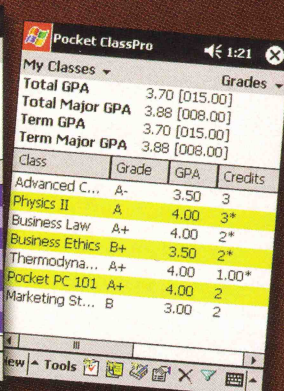 Pocket ClassPro 1:21
My Classes Grades
Total GPA 3.70 [015.00]
Total Major GPA 3.88 [008.00]
Term GPA 3.70 [015.00]
Term Major GPA 3.88 [008.00]
Class Grade GPA Credits
Advanced C... A- 3.50 3
Physics II A 4.00 3*
Business Law A+ 4.00 2*
Business Ethics B+ 3.50 2*
Thermodyna... A+ 4.00 1.00*
Pocket PC 101 A+ 4.00 2
Marketing St... B 3.00 2
ew Tools